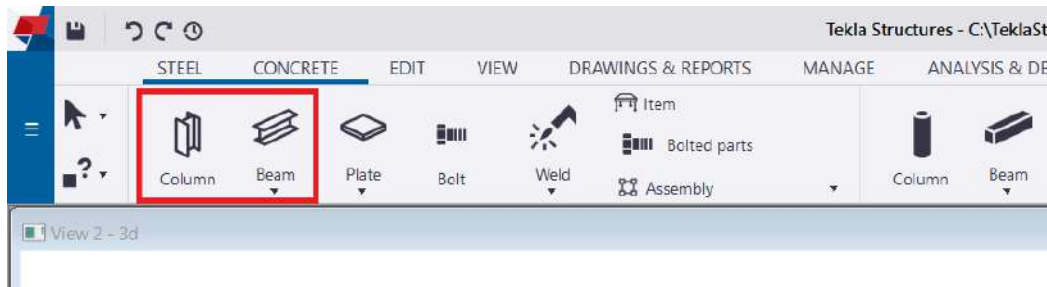 Tekla Structures - C:\TeklaSt
STEEL CONCRETE EDIT VIEW DRAWINGS & REPORTS MANAGE ANALYSIS & DE
Item
Bolted parts
Column Beam Plate Bolt Weld Assembly Column Beam
View 2 - 3d